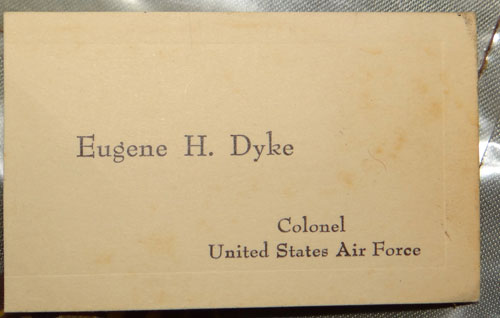 Eugene H. Dyke
Colonel
United States Air Force